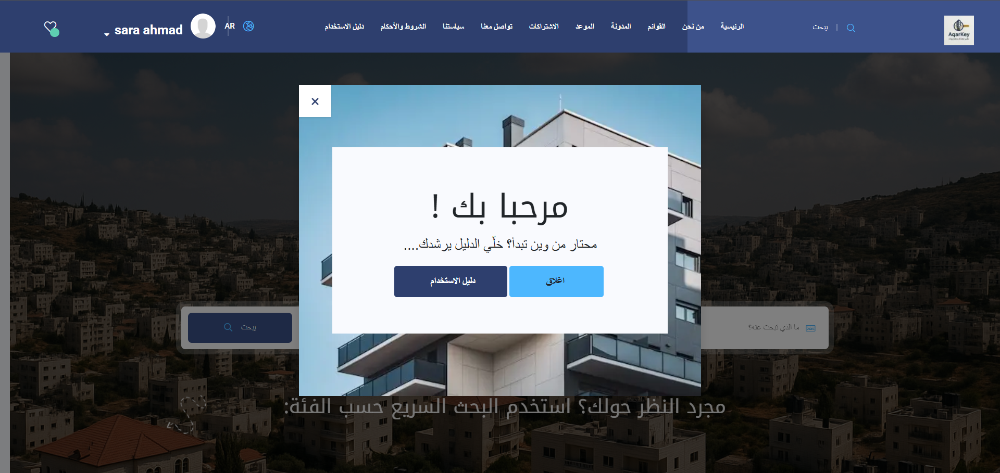 AqarKey
يبحث
|
الرئيسية
من نحن
القوائم
المدونة
الموعد
الاشتراكات
تواصل معنا
سياستنا
الشروط والأحكام
دليل الاستخدام
AR
sara ahmad
×
مرحبا بك !
محتار من وين تبدأ؟ خلّي الدليل يرشدك....
اغلاق
دليل الاستخدام
ما الذي تبحث عنه؟
يبحث
مجرد النظر حولك؟ استخدم البحث السريع حسب الفئة: